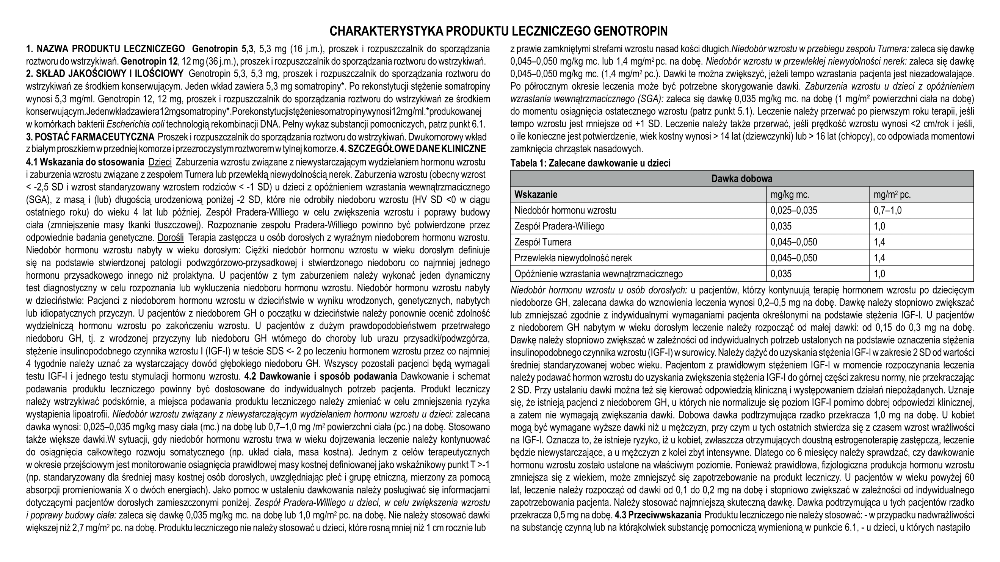 CHARAKTERYSTYKA PRODUKTU LECZNICZEGO GENOTROPIN
1. NAZWA PRODUKTU LECZNICZEGO Genotropin 5,3, 5,3 mg (16 j.m.), proszek i rozpuszczalnik do sporządzania
roztworu do wstrzykiwań. Genotropin 12, 12 mg (36 j.m.), proszek i rozpuszczalnik do sporządzania roztworu do wstrzykiwań.
2. SKŁAD JAKOŚCIOWY I ILOŚCIOWY Genotropin 5,3, 5,3 mg, proszek i rozpuszczalnik do sporządzania roztworu do
wstrzykiwań ze środkiem konserwującym. Jeden wkład zawiera 5,3 mg somatropiny*. Po rekonstytucji stężenie somatropiny
wynosi 5,3 mg/ml. Genotropin 12, 12 mg, proszek i rozpuszczalnik do sporządzania roztworu do wstrzykiwań ze środkiem
konserwującym.Jedenwkładzawiera12mgsomatropiny*.Porekonstytucjistężeniesomatropinywynosi12mg/ml.*produkowanej
w komórkach bakterii Escherichia coli technologią rekombinacji DNA. Pełny wykaz substancji pomocniczych, patrz punkt 6.1.
3. POSTAĆ FARMACEUTYCZNA Proszek i rozpuszczalnik do sporządzania roztworu do wstrzykiwań. Dwukomorowy wkład
z białym proszkiem w przedniej komorze i przezroczystym roztworem w tylnej komorze. 4. SZCZEGÓŁOWE DANE KLINICZNE
4.1 Wskazania do stosowania Dzieci Zaburzenia wzrostu związane z niewystarczającym wydzielaniem hormonu wzrostu
i zaburzenia wzrostu związane z zespołem Turnera lub przewlekłą niewydolnością nerek. Zaburzenia wzrostu (obecny wzrost
< -2,5 SD i wzrost standaryzowany wzrostem rodziców < -1 SD) u dzieci z opóźnieniem wzrastania wewnątrzmacicznego
(SGA), z masą i (lub) długością urodzeniową poniżej -2 SD, które nie odrobiły niedoboru wzrostu (HV SD <0 w ciągu
ostatniego roku) do wieku 4 lat lub później. Zespół Pradera-Williego w celu zwiększenia wzrostu i poprawy budowy
ciała (zmniejszenie masy tkanki tłuszczowej). Rozpoznanie zespołu Pradera-Williego powinno być potwierdzone przez
odpowiednie badania genetyczne. Dorośli Terapia zastępcza u osób dorosłych z wyraźnym niedoborem hormonu wzrostu.
Niedobór hormonu wzrostu nabyty w wieku dorosłym: Ciężki niedobór hormonu wzrostu w wieku dorosłym definiuje
się na podstawie stwierdzonej patologii podwzgórzowo-przysadkowej i stwierdzonego niedoboru co najmniej jednego
hormonu przysadkowego innego niż prolaktyna. U pacjentów z tym zaburzeniem należy wykonać jeden dynamiczny
test diagnostyczny w celu rozpoznania lub wykluczenia niedoboru hormonu wzrostu. Niedobór hormonu wzrostu nabyty
w dzieciństwie: Pacjenci z niedoborem hormonu wzrostu w dzieciństwie w wyniku wrodzonych, genetycznych, nabytych
lub idiopatycznych przyczyn. U pacjentów z niedoborem GH o początku w dzieciństwie należy ponownie ocenić zdolność
wydzielniczą hormonu wzrostu po zakończeniu wzrostu. U pacjentów z dużym prawdopodobieństwem przetrwałego
niedoboru GH, tj. z wrodzonej przyczyny lub niedoboru GH wtórnego do choroby lub urazu przysadki/podwzgórza,
stężenie insulinopodobnego czynnika wzrostu I (IGF-I) w teście SDS <- 2 po leczeniu hormonem wzrostu przez co najmniej
4 tygodnie należy uznać za wystarczający dowód głębokiego niedoboru GH. Wszyscy pozostali pacjenci będą wymagali
testu IGF-I i jednego testu stymulacji hormonu wzrostu. 4.2 Dawkowanie i sposób podawania Dawkowanie i schemat
podawania produktu leczniczego powinny być dostosowane do indywidualnych potrzeb pacjenta. Produkt leczniczy
należy wstrzykiwać podskórnie, a miejsca podawania produktu leczniczego należy zmieniać w celu zmniejszenia ryzyka
wystąpienia lipoatrofii. Niedobór wzrostu związany z niewystarczającym wydzielaniem hormonu wzrostu u dzieci: zalecana
dawka wynosi: 0,025–0,035 mg/kg masy ciała (mc.) na dobę lub 0,7–1,0 mg /m² powierzchni ciała (pc.) na dobę. Stosowano
także większe dawki.W sytuacji, gdy niedobór hormonu wzrostu trwa w wieku dojrzewania leczenie należy kontynuować
do osiągnięcia całkowitego rozwoju somatycznego (np. układ ciała, masa kostna). Jednym z celów terapeutycznych
w okresie przejściowym jest monitorowanie osiągnięcia prawidłowej masy kostnej definiowanej jako wskaźnikowy punkt T >-1
(np. standaryzowany dla średniej masy kostnej osób dorosłych, uwzględniając płeć i grupę etniczną, mierzony za pomocą
absorpcji promieniowania X o dwóch energiach). Jako pomoc w ustaleniu dawkowania należy posługiwać się informacjami
dotyczącymi pacjentów dorosłych zamieszczonymi poniżej. Zespół Pradera-Williego u dzieci, w celu zwiększenia wzrostu
i poprawy budowy ciała: zaleca się dawkę 0,035 mg/kg mc. na dobę lub 1,0 mg/m² pc. na dobę. Nie należy stosować dawki
większej niż 2,7 mg/m² pc. na dobę. Produktu leczniczego nie należy stosować u dzieci, które rosną mniej niż 1 cm rocznie lub
z prawie zamkniętymi strefami wzrostu nasad kości długich.Niedobór wzrostu w przebiegu zespołu Turnera: zaleca się dawkę
0,045–0,050 mg/kg mc. lub 1,4 mg/m² pc. na dobę. Niedobór wzrostu w przewlekłej niewydolności nerek: zaleca się dawkę
0,045–0,050 mg/kg mc. (1,4 mg/m² pc.). Dawki te można zwiększyć, jeżeli tempo wzrastania pacjenta jest niezadowalające.
Po półrocznym okresie leczenia może być potrzebne skorygowanie dawki. Zaburzenia wzrostu u dzieci z opóźnieniem
wzrastania wewnątrzmacicznego (SGA): zaleca się dawkę 0,035 mg/kg mc. na dobę (1 mg/m² powierzchni ciała na dobę)
do momentu osiągnięcia ostatecznego wzrostu (patrz punkt 5.1). Leczenie należy przerwać po pierwszym roku terapii, jeśli
tempo wzrostu jest mniejsze od +1 SD. Leczenie należy także przerwać, jeśli prędkość wzrostu wynosi <2 cm/rok i jeśli,
o ile konieczne jest potwierdzenie, wiek kostny wynosi > 14 lat (dziewczynki) lub > 16 lat (chłopcy), co odpowiada momentowi
zamknięcia chrząstek nasadowych.
Tabela 1: Zalecane dawkowanie u dzieci
Dawka dobowa
Wskazanie mg/kg mc. mg/m² pc.
Niedobór hormonu wzrostu 0,025–0,035 0,7–1,0
Zespół Pradera-Williego 0,035 1,0
Zespół Turnera 0,045–0,050 1,4
Przewlekła niewydolność nerek 0,045–0,050 1,4
Opóźnienie wzrastania wewnątrzmacicznego 0,035 1,0
Niedobór hormonu wzrostu u osób dorosłych: u pacjentów, którzy kontynuują terapię hormonem wzrostu po dziecięcym
niedoborze GH, zalecana dawka do wznowienia leczenia wynosi 0,2–0,5 mg na dobę. Dawkę należy stopniowo zwiększać
lub zmniejszać zgodnie z indywidualnymi wymaganiami pacjenta określonymi na podstawie stężenia IGF-I. U pacjentów
z niedoborem GH nabytym w wieku dorosłym leczenie należy rozpocząć od małej dawki: od 0,15 do 0,3 mg na dobę.
Dawkę należy stopniowo zwiększać w zależności od indywidualnych potrzeb ustalonych na podstawie oznaczenia stężenia
insulinopodobnego czynnika wzrostu (IGF-I) w surowicy. Należy dążyć do uzyskania stężenia IGF-I w zakresie 2 SD od wartości
średniej standaryzowanej wobec wieku. Pacjentom z prawidłowym stężeniem IGF-I w momencie rozpoczynania leczenia
należy podawać hormon wzrostu do uzyskania zwiększenia stężenia IGF-I do górnej części zakresu normy, nie przekraczając
2 SD. Przy ustalaniu dawki można też się kierować odpowiedzią kliniczną i występowaniem działań niepożądanych. Uznaje
się, że istnieją pacjenci z niedoborem GH, u których nie normalizuje się poziom IGF-I pomimo dobrej odpowiedzi klinicznej,
a zatem nie wymagają zwiększania dawki. Dobowa dawka podtrzymująca rzadko przekracza 1,0 mg na dobę. U kobiet
mogą być wymagane wyższe dawki niż u mężczyzn, przy czym u tych ostatnich stwierdza się z czasem wzrost wrażliwości
na IGF-I. Oznacza to, że istnieje ryzyko, iż u kobiet, zwłaszcza otrzymujących doustną estrogenoterapię zastępczą, leczenie
będzie niewystarczające, a u mężczyzn z kolei zbyt intensywne. Dlatego co 6 miesięcy należy sprawdzać, czy dawkowanie
hormonu wzrostu zostało ustalone na właściwym poziomie. Ponieważ prawidłowa, fizjologiczna produkcja hormonu wzrostu
zmniejsza się z wiekiem, może zmniejszyć się zapotrzebowanie na produkt leczniczy. U pacjentów w wieku powyżej 60
lat, leczenie należy rozpocząć od dawki od 0,1 do 0,2 mg na dobę i stopniowo zwiększać w zależności od indywidualnego
zapotrzebowania pacjenta. Należy stosować najmniejszą skuteczną dawkę. Dawka podtrzymująca u tych pacjentów rzadko
przekracza 0,5 mg na dobę. 4.3 Przeciwwskazania Produktu leczniczego nie należy stosować: - w przypadku nadwrażliwości
na substancję czynną lub na którąkolwiek substancję pomocniczą wymienioną w punkcie 6.1, - u dzieci, u których nastąpiło